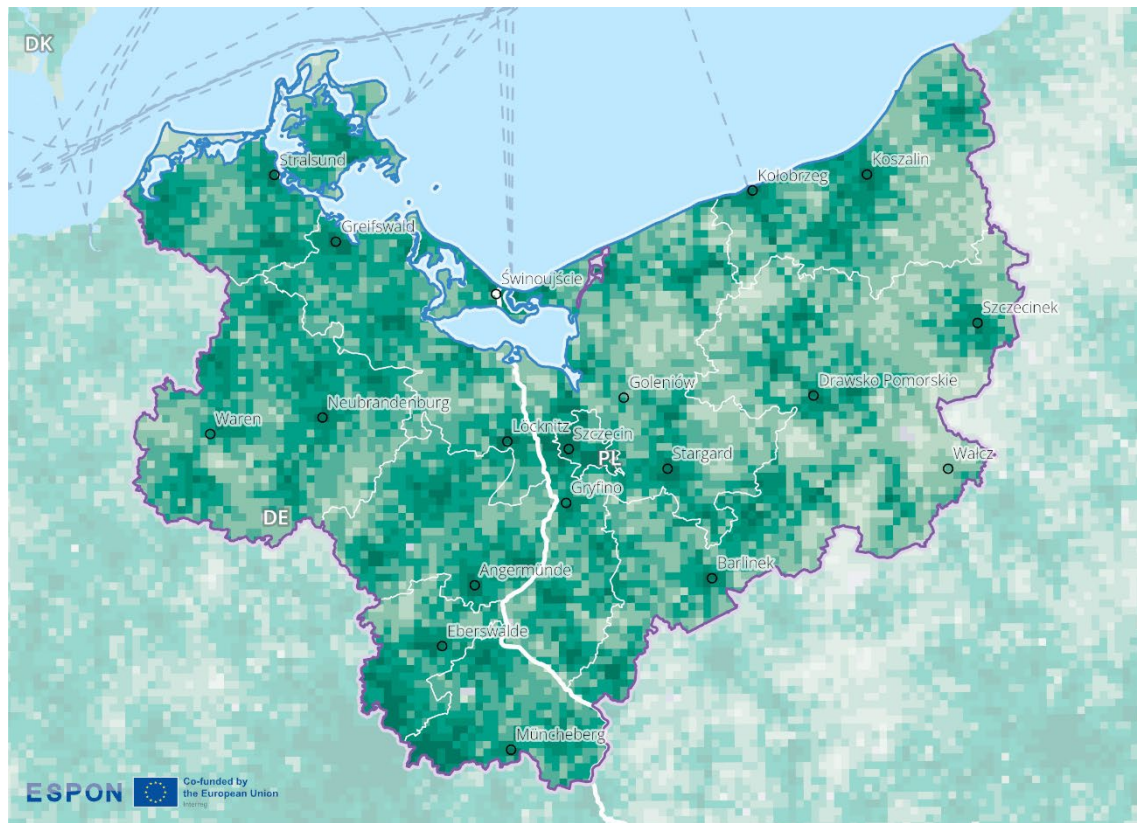 DK
Stralsund
Koszalin
Kołobrzeg
Greifswald
Świnoujście
Szczecinek
Goleniów
Drawsko Pomorskie
Neubrandenburg
Waren
Löcknitz
Szczecin
PL
Stargard
Wałcz
Gryfino
DE
Angermünde
Barlinek
Eberswalde
Müncheberg
ESPON
Co-funded by
the European Union
Interreg